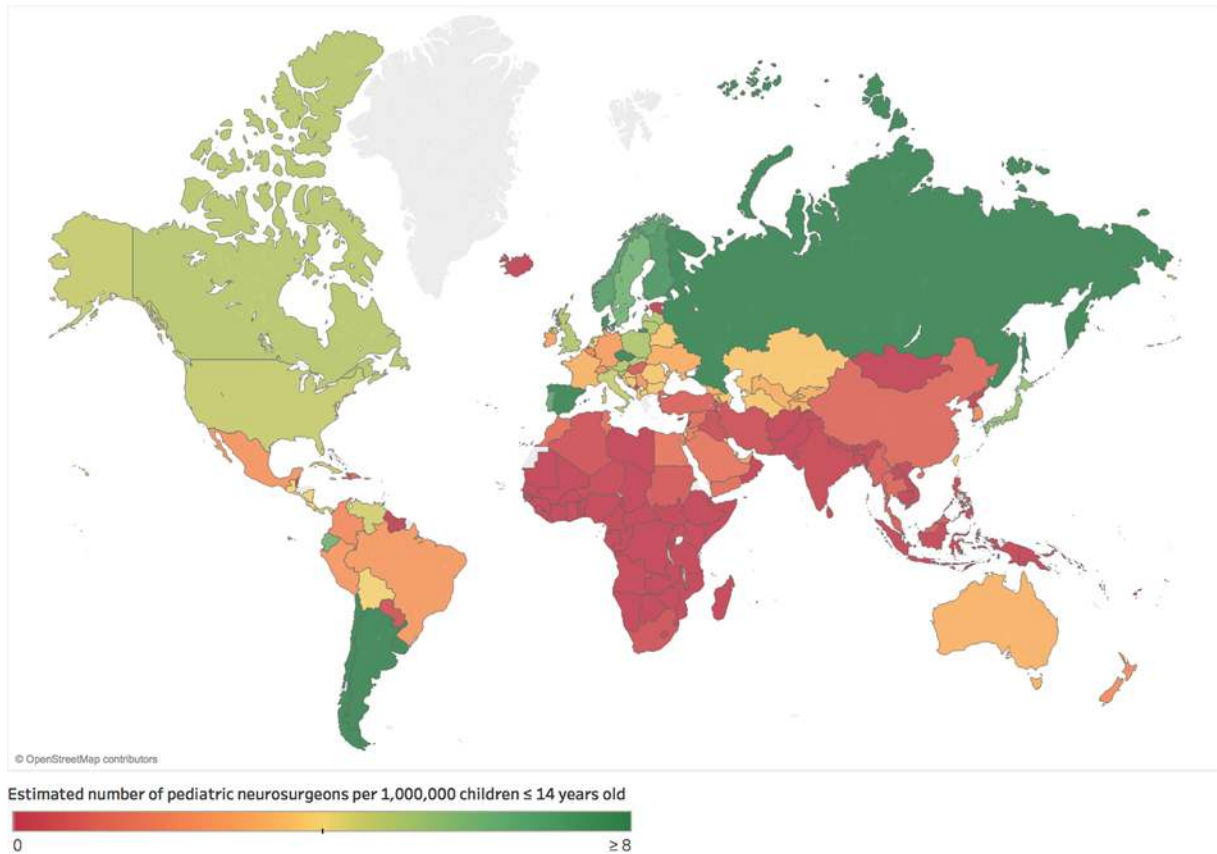 © OpenStreetMap contributors
Estimated number of pediatric neurosurgeons per 1,000,000 children ≤ 14 years old
0
≥ 8